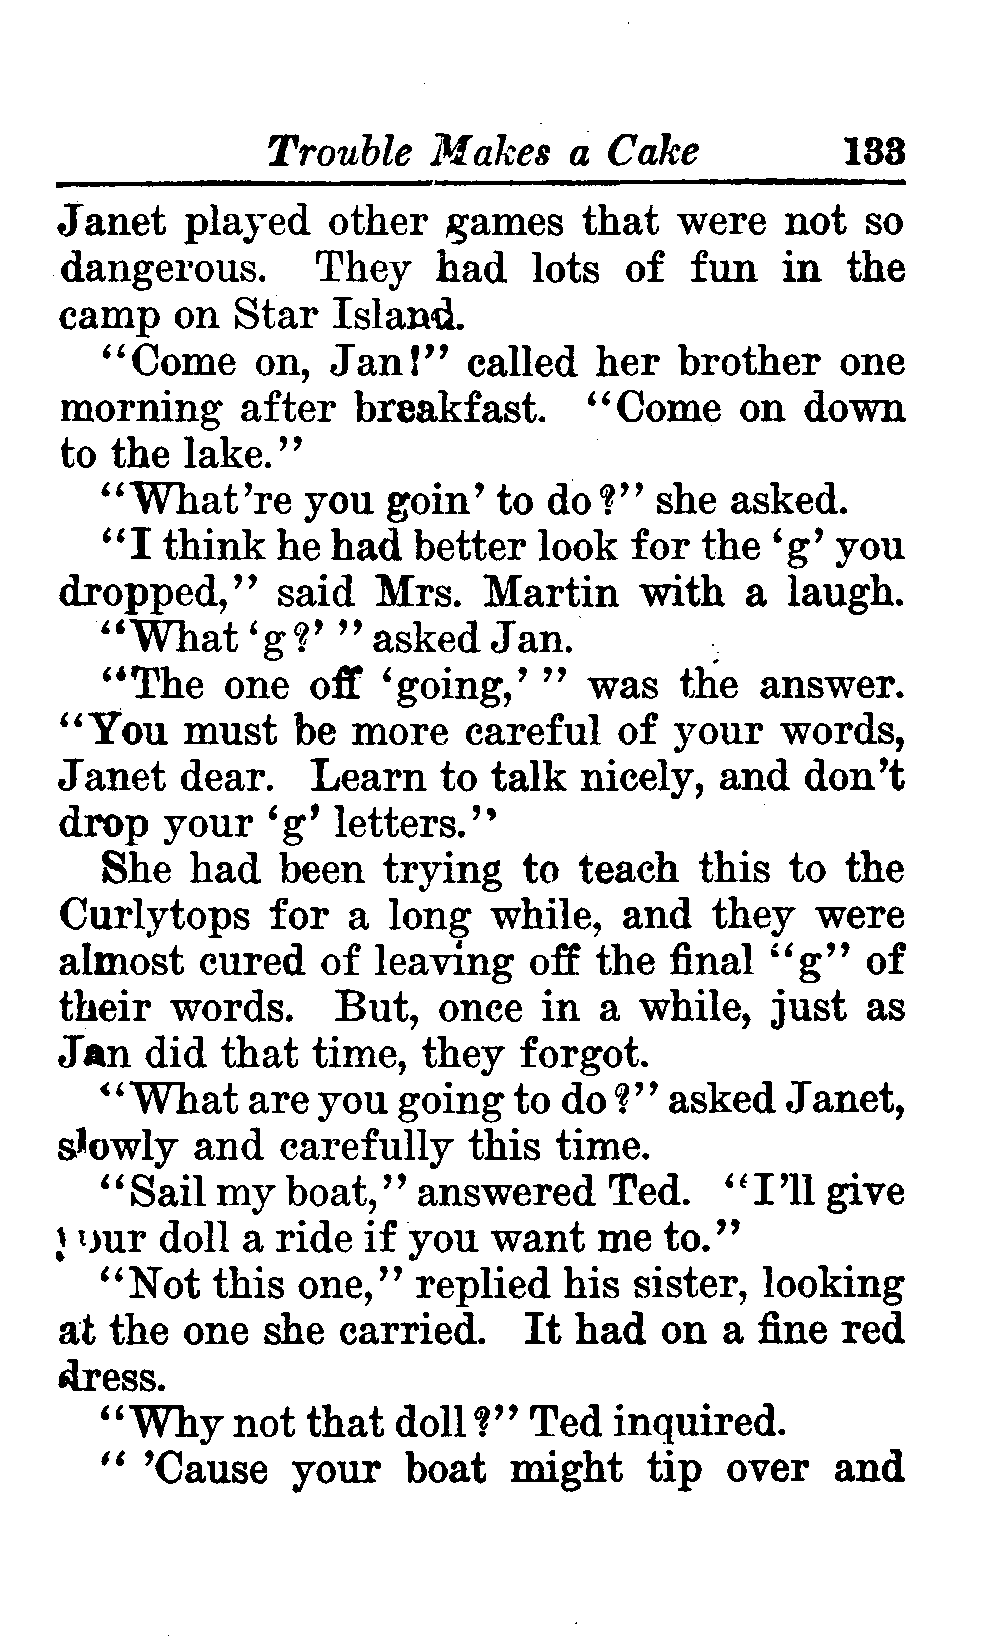 Trouble Makes a Cake 133
Janet played other games that were not so
dangerous. They had lots of fun in the
camp on Star Island.
"Come on, Jan!" called her brother one
morning after breakfast. "Come on down
to the lake."
"What're you goin' to do?" she asked.
"I think he had better look for the 'g' you
dropped," said Mrs. Martin with a laugh.
"What 'g?' " asked Jan.
"The one off 'going,' " was the answer.
"You must be more careful of your words,
Janet dear. Learn to talk nicely, and don't
drop your 'g' letters."
She had been trying to teach this to the
Curlytops for a long while, and they were
almost cured of leaving off the final "g" of
their words. But, once in a while, just as
Jan did that time, they forgot.
"What are you going to do?" asked Janet,
slowly and carefully this time.
"Sail my boat," answered Ted. "I'll give
your doll a ride if you want me to."
"Not this one," replied his sister, looking
at the one she carried. It had on a fine red
dress.
"Why not that doll?" Ted inquired.
" 'Cause your boat might tip over and